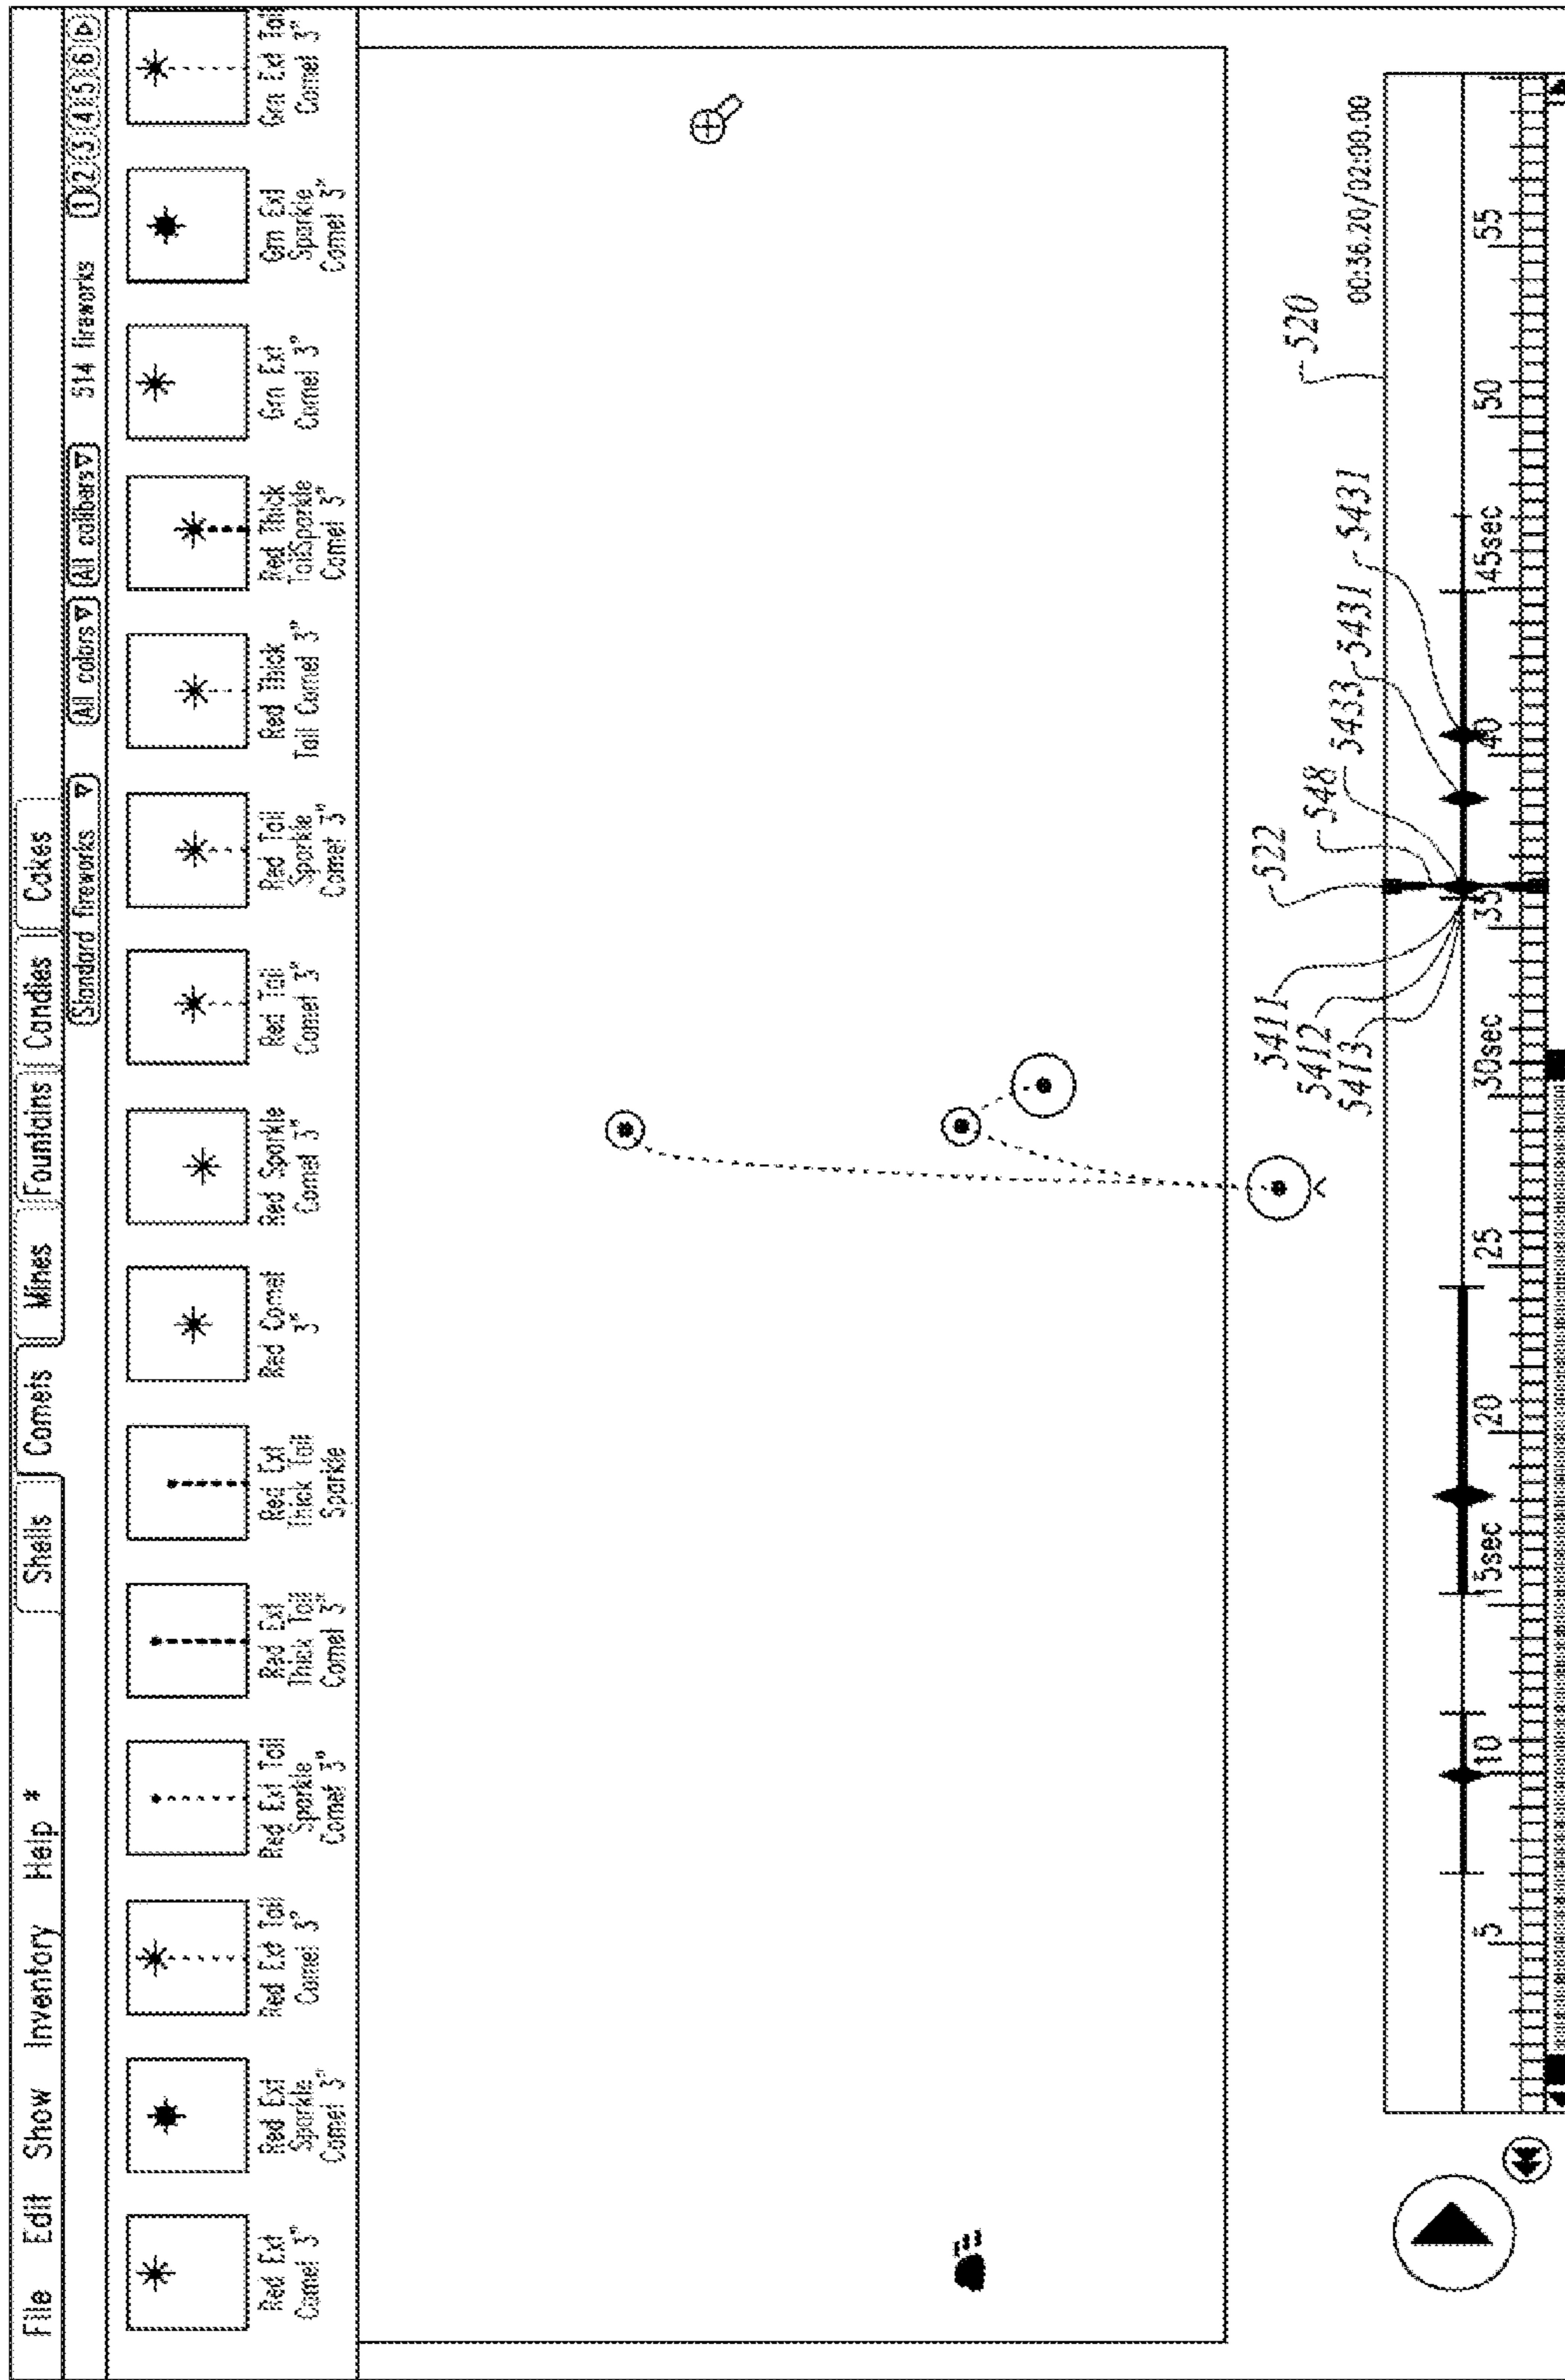 File Edit Show Inventory Help *
Shells Comets Mines Fountains Candles Cakes
Standard fireworks All colors All calibers 514 fireworks 1 2 3 4 5 6
Red Ext
Comet 3"
Red Ext
Sparkle
Comet 3"
Red Ext Tail
Comet 3"
Red Ext Tail
Sparkle
Comet 3"
Red Ext
Thick Tail
Comet 3"
Red Ext
Thick Tail
Sparkle
Red Comet
3"
Red Sparkle
Comet 3"
Red Tail
Comet 3"
Red Tail
Sparkle
Comet 3"
Red Thick
Tail Comet 3"
Red Thick
TailSparkle
Comet 3"
Grn Ext
Comet 3"
Grn Ext
Sparkle
Comet 3"
Grn Ext Tail
Comet 3"
5411
5412
5413
522
548
5433
5431
5431
520
00:36.20/02:00.00
5 10 15sec 20 25 30sec 35 40 45sec 50 55